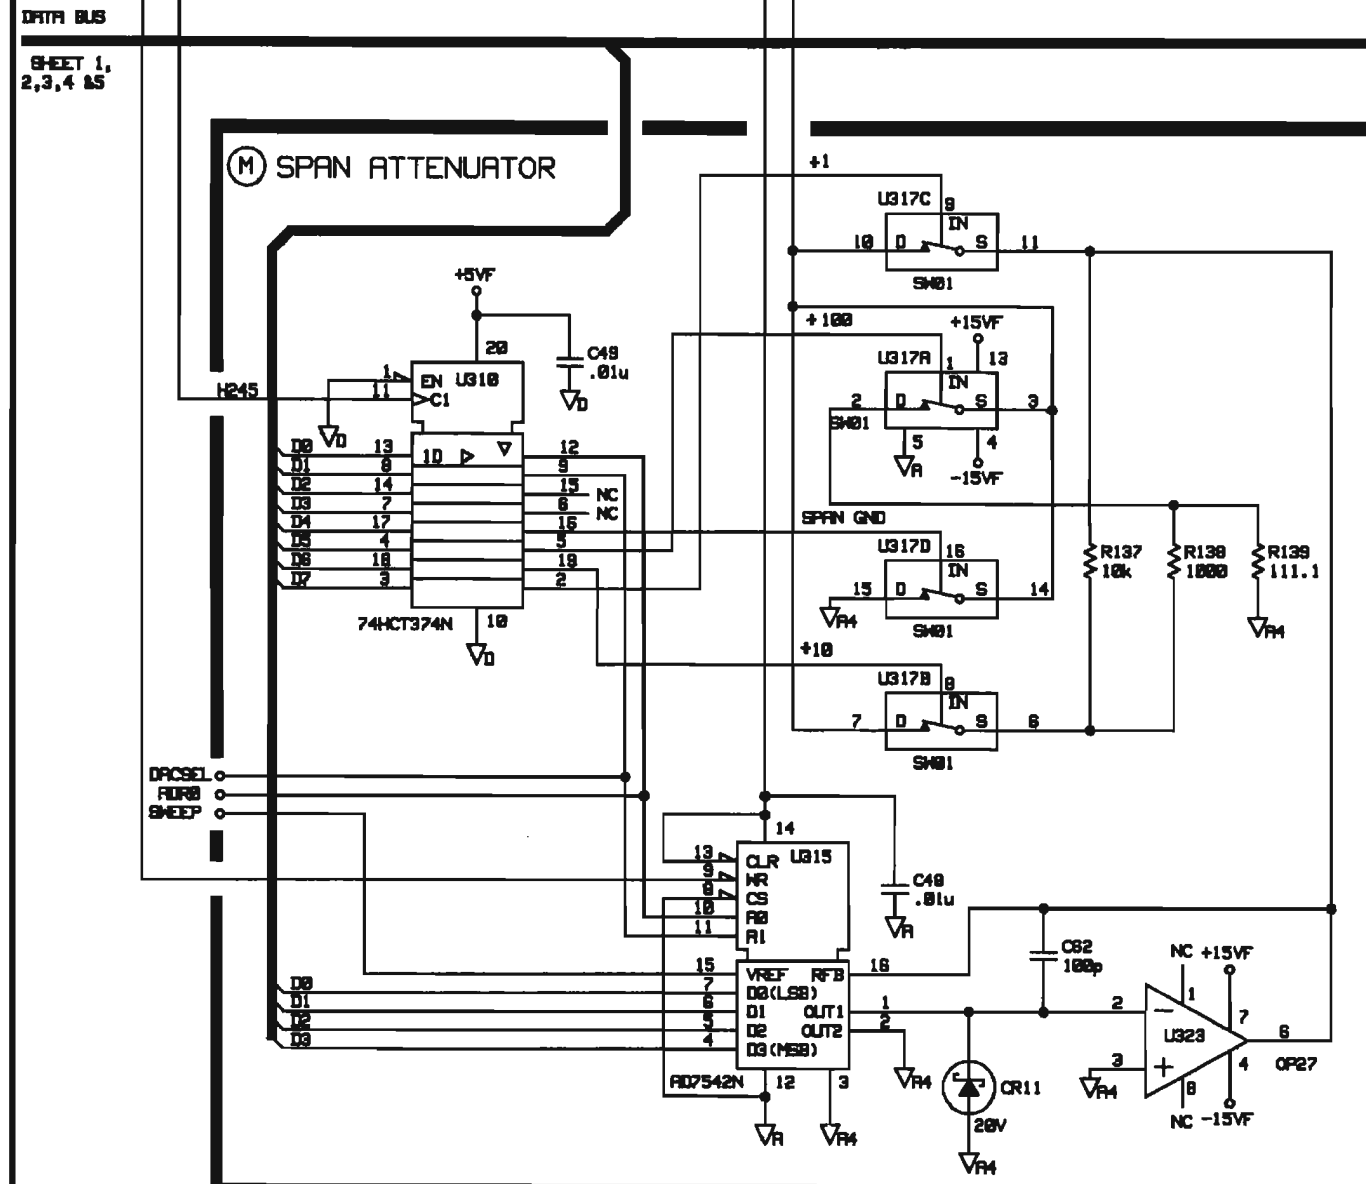 DATA BUS
SHEET 1,
2,3,4 &5
M SPAN ATTENUATOR
+1
U317C
9
IN
10 D S 11
SW01
+5VF
20
C49
.01u
D
+100
+15VF
U317A
1 13
IN
2 D S 3
SW01
5 4
A
-15VF
1 EN U310
H245 11 C1
D
D0 13 1D 12
D1 8 9
D2 14 15 NC
D3 7 6 NC
D4 17 16
D5 4 5
D6 18 19
D7 3 2
74HCT374N 10
D
SPAN GND
U317D
16
IN
15 D S 14
A4
SW01
R137
10k
R138
1000
R139
111.1
A4
+10
U317B
8
IN
7 D S 6
SW01
DACSEL
ADR0
SWEEP
14
13 CLR U315
9 WR
8 CS
10 A0
11 A1
C48
.01u
A
15 VREF RFB 16
D0 7 D0(LSB)
D1 6 D1 OUT1 1
D2 5 D2 OUT2 2
D3 4 D3(MSB)
AD7542N 12 3
A
A4
A4
C62
100p
CR11
20V
A4
NC +15VF
1
7
2 -
U323
6
3 +
4
OP27
A4
8
NC -15VF